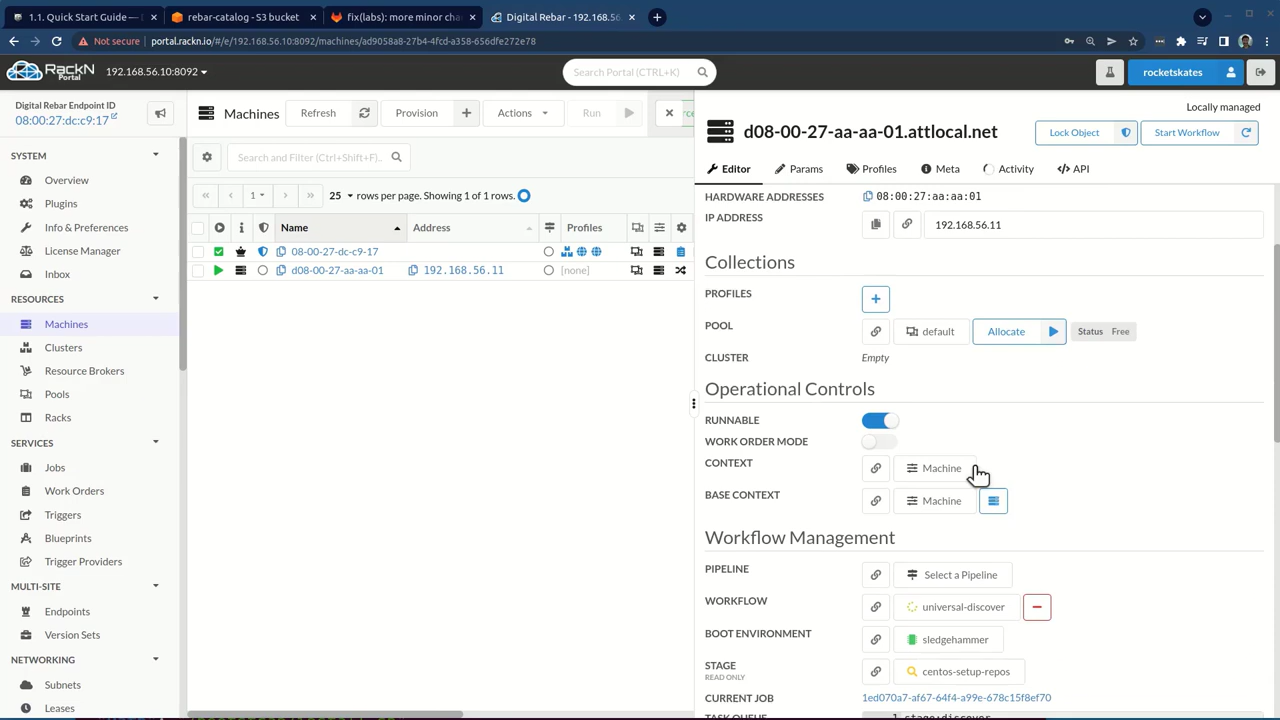 1.1. Quick Start Guide —
rebar-catalog - S3 bucket
fix(labs): more minor cha
Digital Rebar - 192.168.56
Not secure
portal.rackn.io/#/e/192.168.56.10:8092/machines/ad9058a8-27b4-4fcd-a358-656dfe272e78
RackN Portal
192.168.56.10:8092
Search Portal (CTRL+K)
rocketskates
Digital Rebar Endpoint ID
08:00:27:dc:c9:17
SYSTEM
Overview
Plugins
Info & Preferences
License Manager
Inbox
RESOURCES
Machines
Clusters
Resource Brokers
Pools
Racks
SERVICES
Jobs
Work Orders
Triggers
Blueprints
Trigger Providers
MULTI-SITE
Endpoints
Version Sets
NETWORKING
Subnets
Leases
Machines
Refresh
Provision
Actions
Run
Search and Filter (Ctrl+Shift+F)..
1
25 rows per page. Showing 1 of 1 rows.
Name Address Profiles
08-00-27-dc-c9-17
d08-00-27-aa-aa-01 192.168.56.11 [none]
Locally managed
d08-00-27-aa-aa-01.attlocal.net
Lock Object
Start Workflow
Editor Params Profiles Meta Activity API
HARDWARE ADDRESSES 08:00:27:aa:aa:01
IP ADDRESS 192.168.56.11
Collections
PROFILES
POOL default Allocate Status Free
CLUSTER Empty
Operational Controls
RUNNABLE
WORK ORDER MODE
CONTEXT Machine
BASE CONTEXT Machine
Workflow Management
PIPELINE Select a Pipeline
WORKFLOW universal-discover
BOOT ENVIRONMENT sledgehammer
STAGE centos-setup-repos
READ ONLY
CURRENT JOB 1ed070a7-af67-64f4-a99e-678c15f8ef70